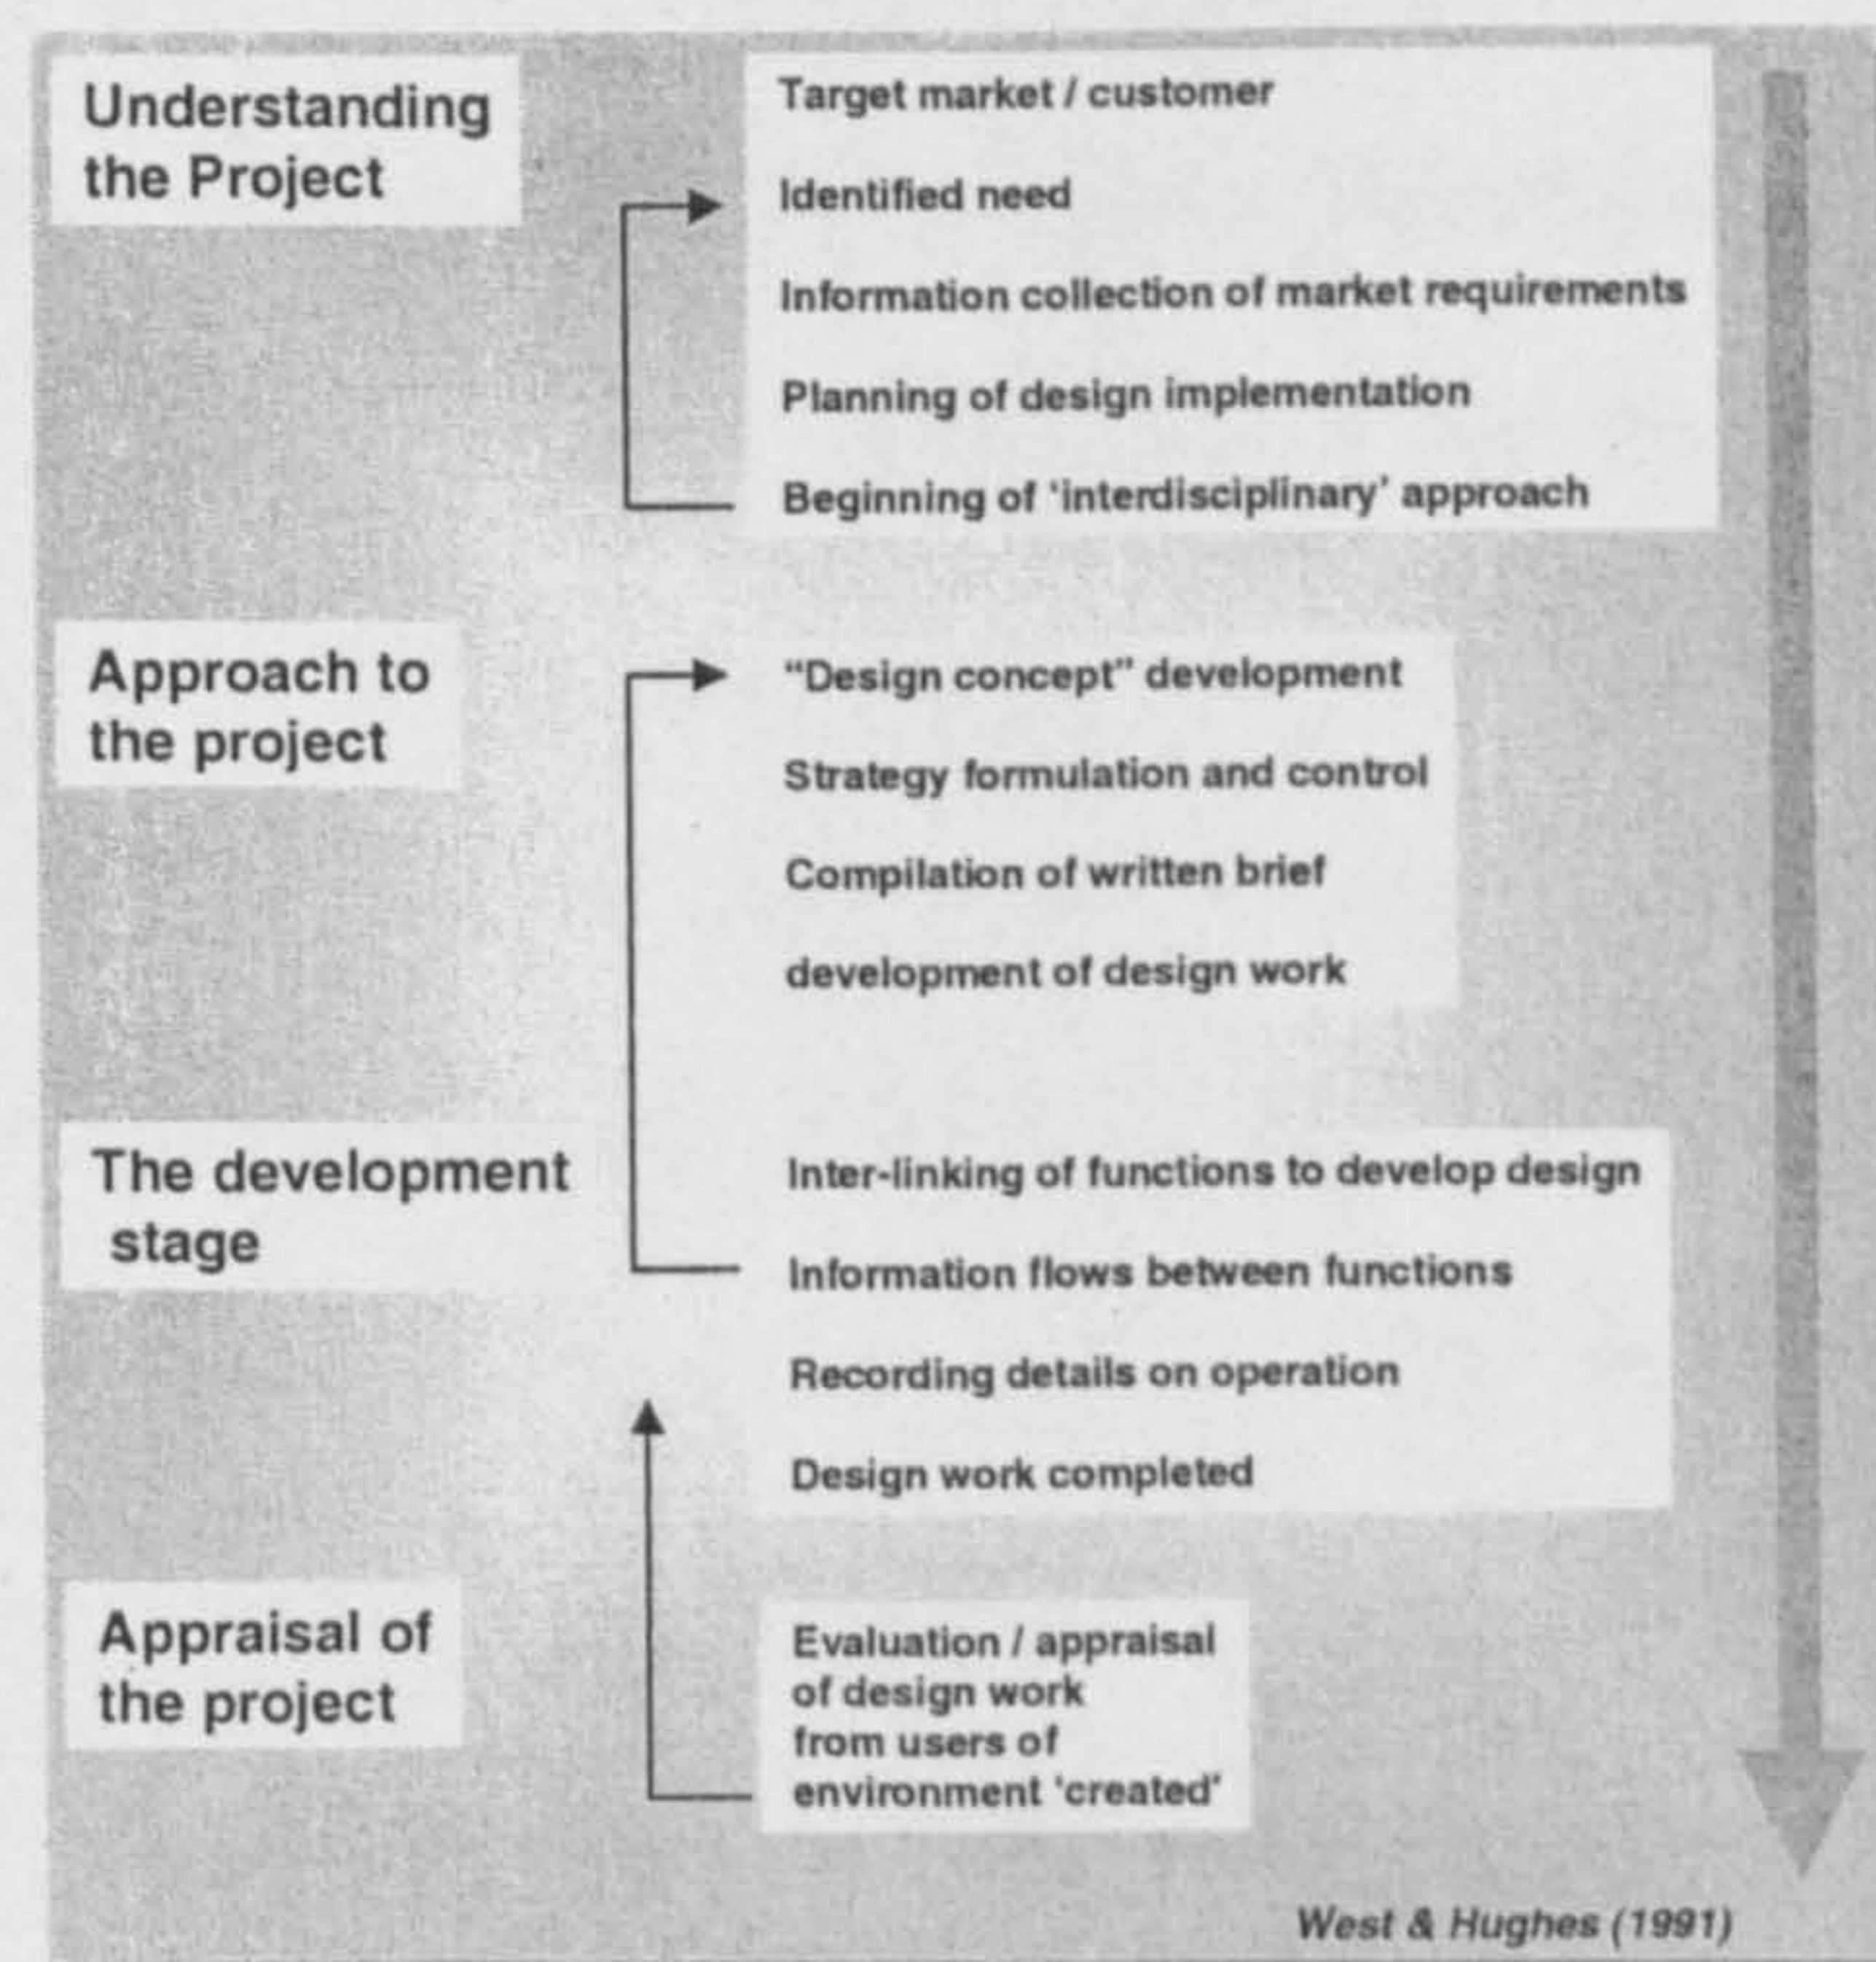 Understanding
the Project
Target market / customer
Identified need
Information collection of market requirements
Planning of design implementation
Beginning of ‘interdisciplinary’ approach
Approach to
the project
“Design concept” development
Strategy formulation and control
Compilation of written brief
development of design work
The development
stage
Inter-linking of functions to develop design
Information flows between functions
Recording details on operation
Design work completed
Appraisal of
the project
Evaluation / appraisal
of design work
from users of
environment ‘created’
West & Hughes (1991)